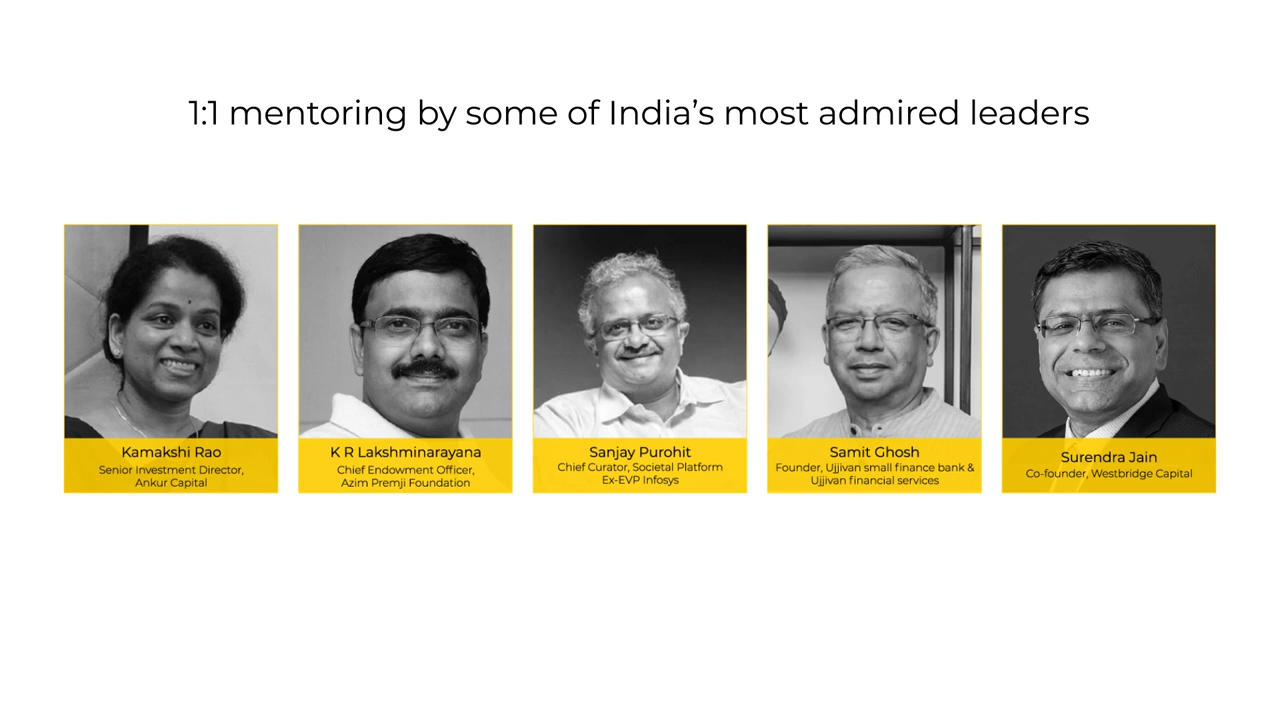 1:1 mentoring by some of India’s most admired leaders
Kamakshi Rao
Senior Investment Director,
Ankur Capital
K R Lakshminarayana
Chief Endowment Officer,
Azim Premji Foundation
Sanjay Purohit
Chief Curator, Societal Platform
Ex-EVP Infosys
Samit Ghosh
Founder, Ujjivan small finance bank &
Ujjivan financial services
Surendra Jain
Co-founder, Westbridge Capital